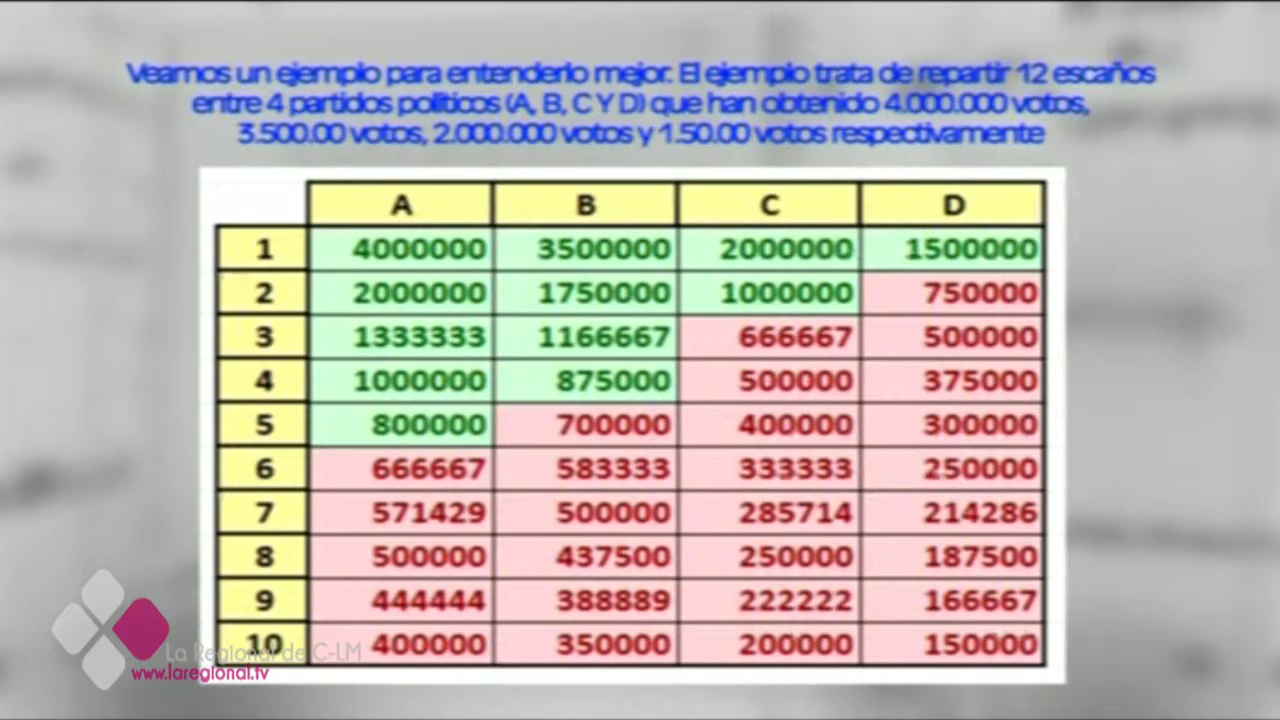 Veamos un ejemplo para entenderlo mejor. El ejemplo trata de repartir 12 escaños
entre 4 partidos políticos (A, B, C Y D) que han obtenido 4.000.000 votos,
3.500.00 votos, 2.000.000 votos y 1.50.00 votos respectivamente
A B C D
1 4000000 3500000 2000000 1500000
2 2000000 1750000 1000000 750000
3 1333333 1166667 666667 500000
4 1000000 875000 500000 375000
5 800000 700000 400000 300000
6 666667 583333 333333 250000
7 571429 500000 285714 214286
8 500000 437500 250000 187500
9 444444 388889 222222 166667
10 400000 350000 200000 150000
La Regional de C-LM
www.laregional.tv